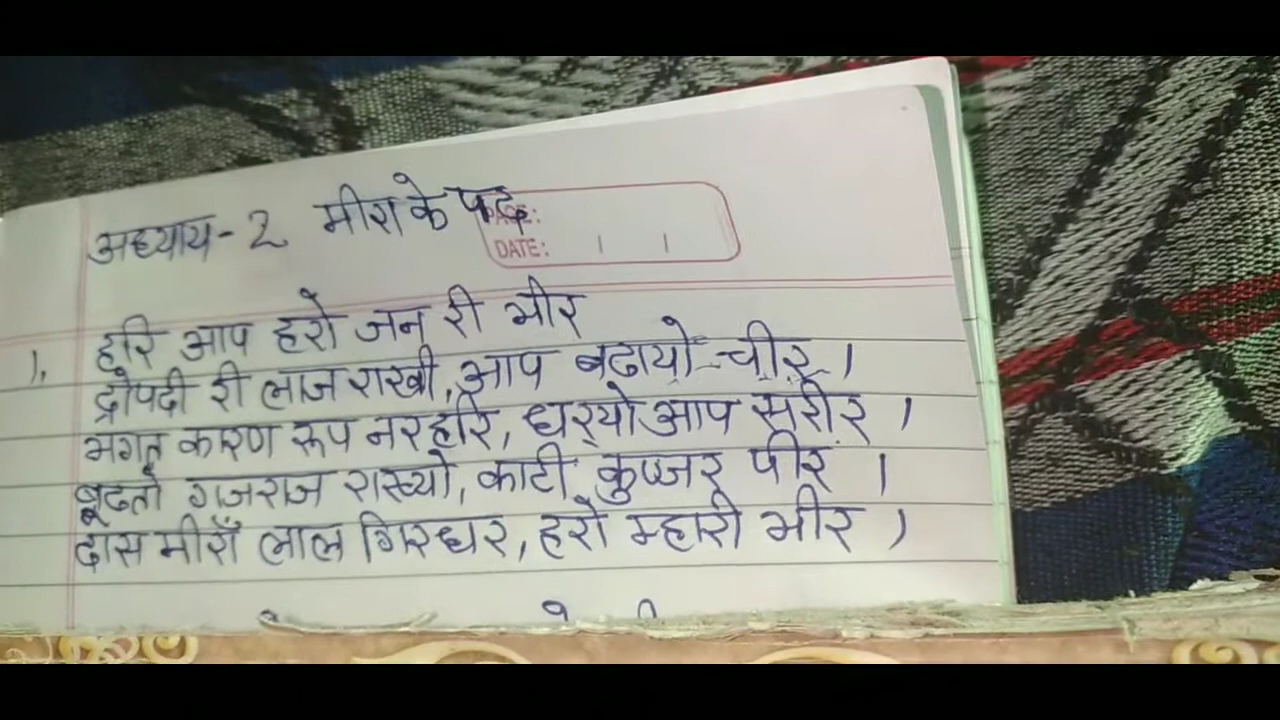 अध्याय-2 मीरा के पद
PAGE:
DATE:
1. हरि आप हरो जन री भीर
द्रोपदी री लाज राखी, आप बढायो चीर।
भगत कारण रूप नरहरि, धर्‌यो आप सरीर।
बूढतो गजराज राख्यो, काटी कुण्जर पीर।
दास मीराँ लाल गिरधर, हरो म्हारी भीर।